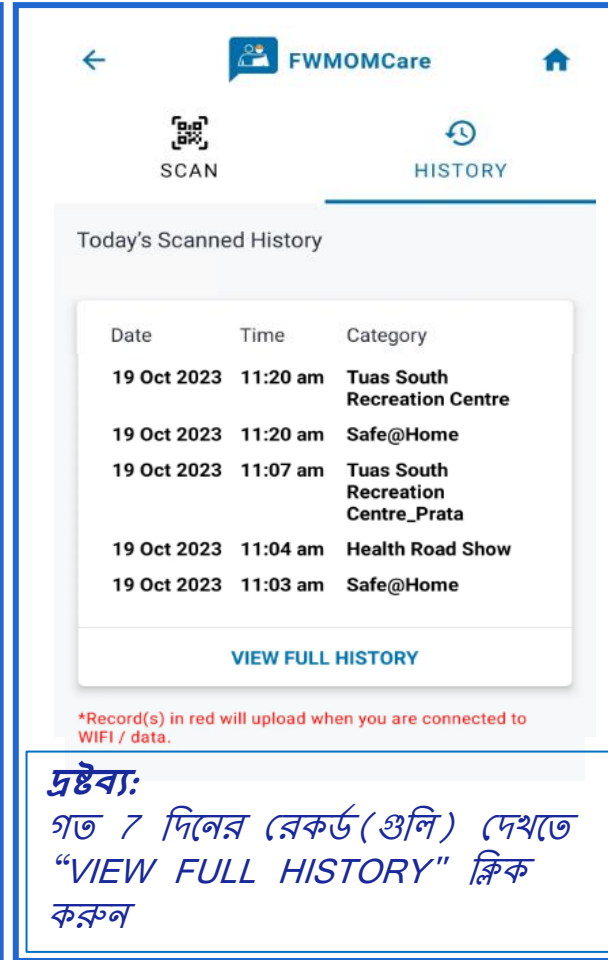 FWMOMCare
SCAN
HISTORY
Today's Scanned History
Date Time Category
19 Oct 2023 11:20 am Tuas South
Recreation Centre
19 Oct 2023 11:20 am Safe@Home
19 Oct 2023 11:07 am Tuas South
Recreation
Centre_Prata
19 Oct 2023 11:04 am Health Road Show
19 Oct 2023 11:03 am Safe@Home
VIEW FULL HISTORY
*Record(s) in red will upload when you are connected to
WIFI / data.
দ্রষ্টব্য:
গত 7 দিনের রেকর্ড(গুলি) দেখতে
“VIEW FULL HISTORY" ক্লিক
করুন